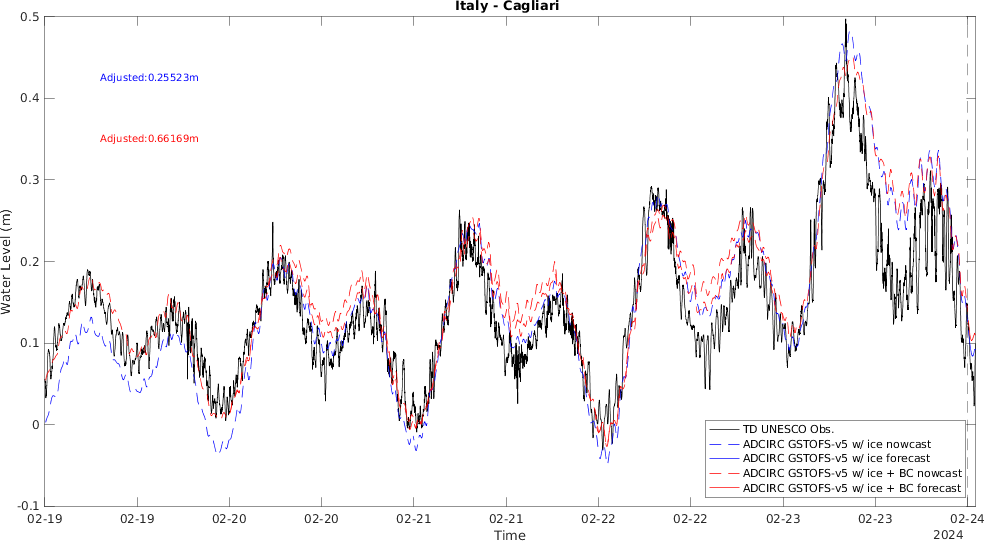 Italy - Cagliari
Adjusted:0.25523m
Adjusted:0.66169m
Water Level (m)
0.5
0.4
0.3
0.2
0.1
0
-0.1
02-19 02-19 02-20 02-20 02-21 02-21 02-22 02-22 02-23 02-23 02-24
2024
Time
TD UNESCO Obs.
ADCIRC GSTOFS-v5 w/ ice nowcast
ADCIRC GSTOFS-v5 w/ ice forecast
ADCIRC GSTOFS-v5 w/ ice + BC nowcast
ADCIRC GSTOFS-v5 w/ ice + BC forecast